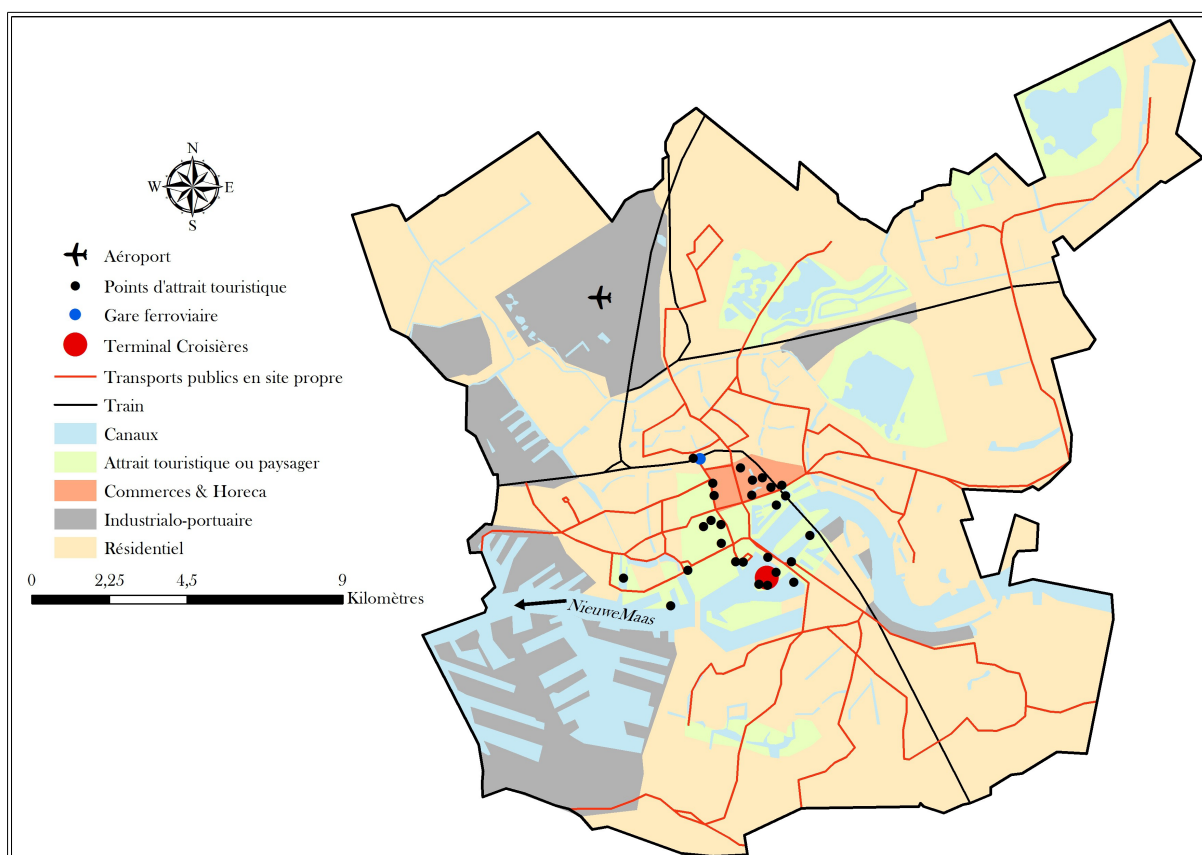 N
W E
S
Aéroport
Points d'attrait touristique
Gare ferroviaire
Terminal Croisières
Transports publics en site propre
Train
Canaux
Attrait touristique ou paysager
Commerces & Horeca
Industrialo-portuaire
Résidentiel
0 2,25 4,5 9
Kilomètres
NieuweMaas